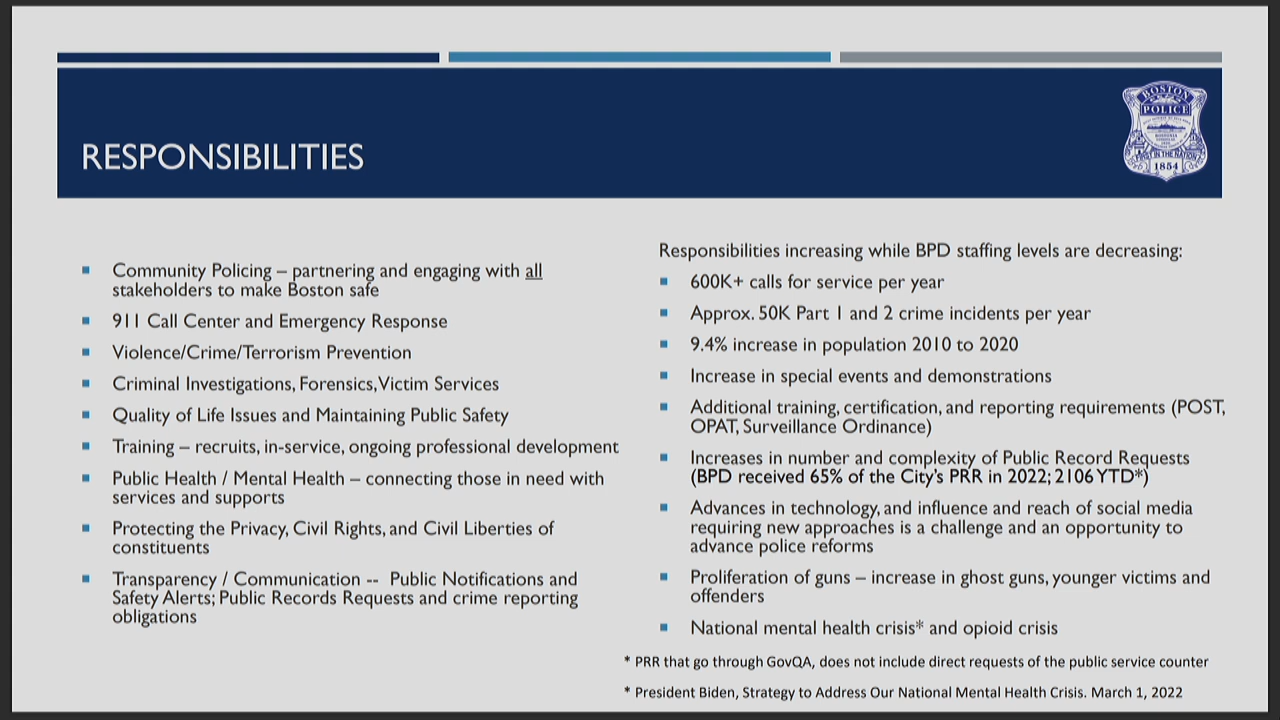 BOSTON
POLICE
FIRST IN THE NATION
1854
RESPONSIBILITIES
Community Policing – partnering and engaging with all
stakeholders to make Boston safe
911 Call Center and Emergency Response
Violence/Crime/Terrorism Prevention
Criminal Investigations, Forensics, Victim Services
Quality of Life Issues and Maintaining Public Safety
Training – recruits, in-service, ongoing professional development
Public Health / Mental Health – connecting those in need with
services and supports
Protecting the Privacy, Civil Rights, and Civil Liberties of
constituents
Transparency / Communication -- Public Notifications and
Safety Alerts; Public Records Requests and crime reporting
obligations
Responsibilities increasing while BPD staffing levels are decreasing:
600K+ calls for service per year
Approx. 50K Part 1 and 2 crime incidents per year
9.4% increase in population 2010 to 2020
Increase in special events and demonstrations
Additional training, certification, and reporting requirements (POST,
OPAT, Surveillance Ordinance)
Increases in number and complexity of Public Record Requests
(BPD received 65% of the City's PRR in 2022; 2106 YTD*)
Advances in technology, and influence and reach of social media
requiring new approaches is a challenge and an opportunity to
advance police reforms
Proliferation of guns – increase in ghost guns, younger victims and
offenders
National mental health crisis* and opioid crisis
* PRR that go through GovQA, does not include direct requests of the public service counter
* President Biden, Strategy to Address Our National Mental Health Crisis. March 1, 2022